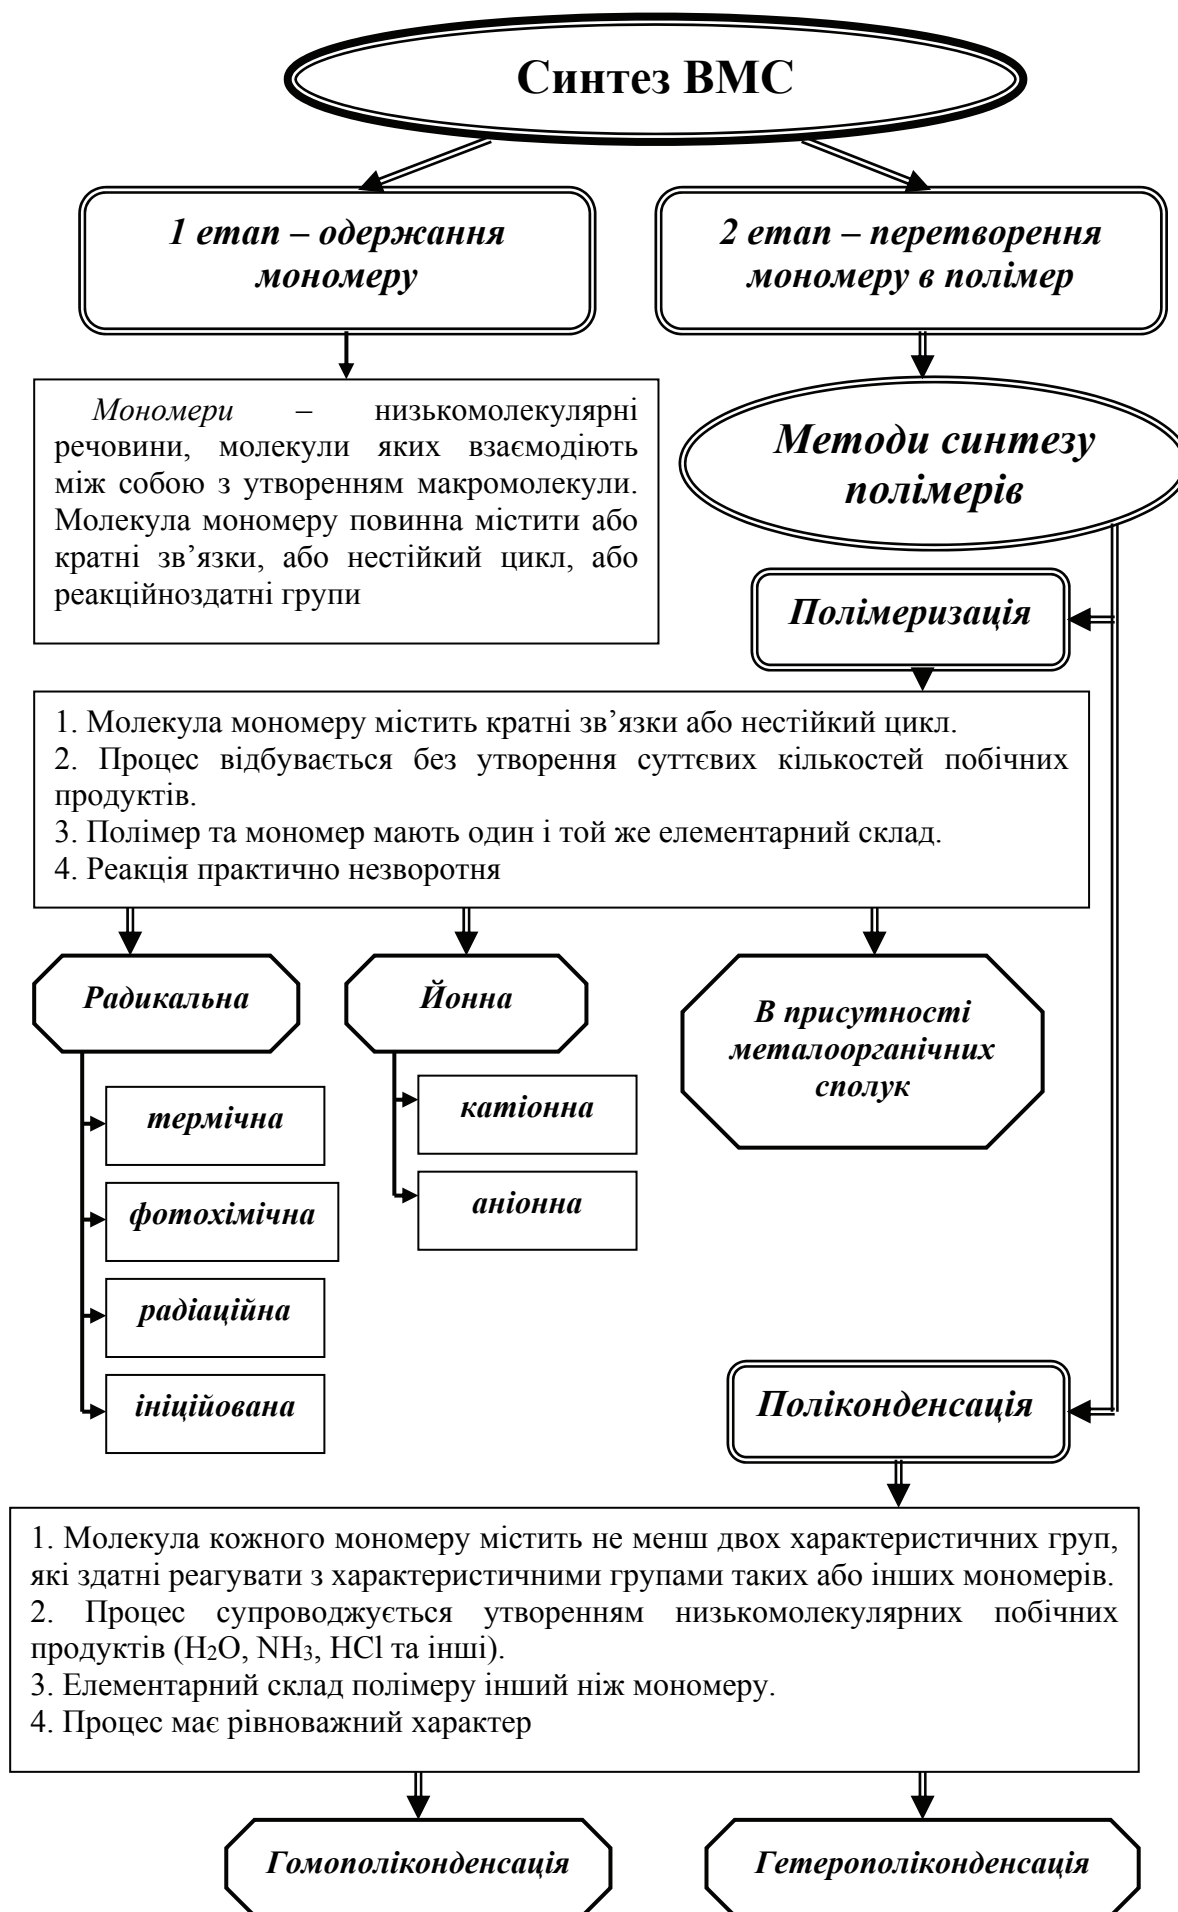 Синтез ВМС
1 етап – одержання
мономеру
2 етап – перетворення
мономеру в полімер
Мономери – низькомолекулярні
речовини, молекули яких взаємодіють
між собою з утворенням макромолекули.
Молекула мономеру повинна містити або
кратні зв’язки, або нестійкий цикл, або
реакційноздатні групи
Методи синтезу
полімерів
Полімеризація
1. Молекула мономеру містить кратні зв’язки або нестійкий цикл.
2. Процес відбувається без утворення суттєвих кількостей побічних
продуктів.
3. Полімер та мономер мають один і той же елементарний склад.
4. Реакція практично незворотня
Радикальна
Йонна
В присутності
металоорганічних
сполук
термічна
фотохімічна
радіаційна
ініційована
катіонна
аніонна
Поліконденсація
1. Молекула кожного мономеру містить не менш двох характеристичних груп,
які здатні реагувати з характеристичними групами таких або інших мономерів.
2. Процес супроводжується утворенням низькомолекулярних побічних
продуктів (H₂O, NH₃, HCl та інші).
3. Елементарний склад полімеру інший ніж мономеру.
4. Процес має рівноважний характер
Гомополіконденсація
Гетерополіконденсація